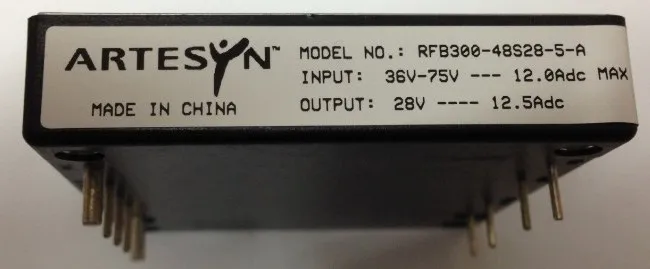 ARTESYN™
MADE IN CHINA
MODEL NO.: RFB300-48S28-5-A
INPUT: 36V-75V --- 12.0Adc MAX
OUTPUT: 28V ---- 12.5Adc